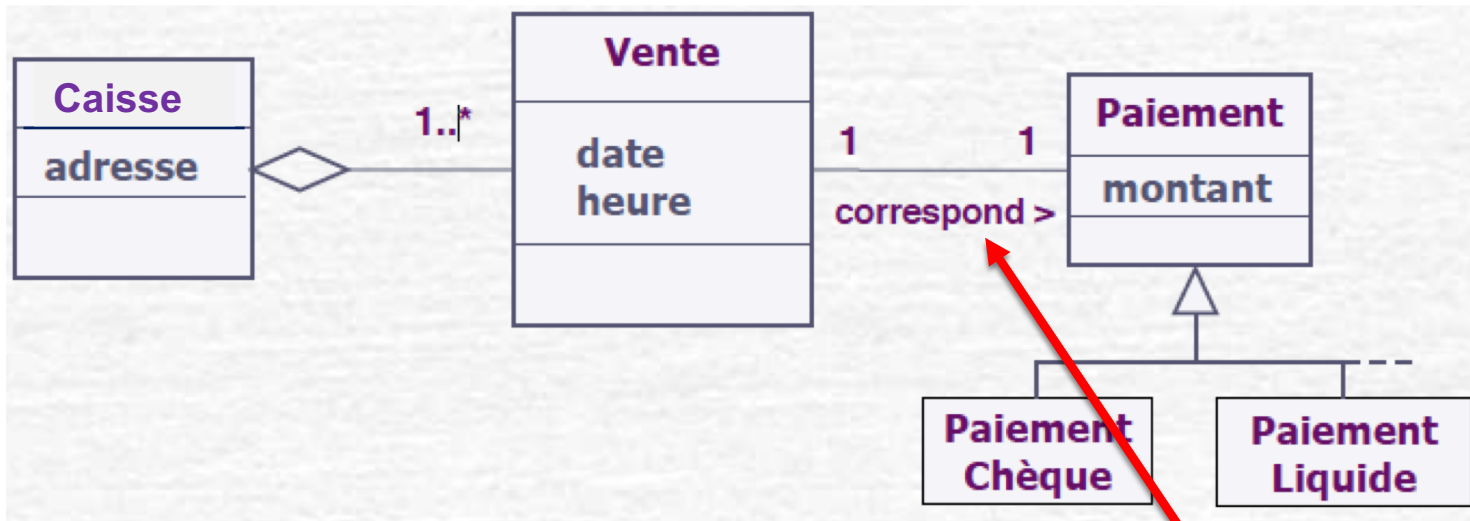 Caisse
adresse
1..*
Vente
date
heure
1
1
correspond >
Paiement
montant
Paiement
Chèque
Paiement
Liquide